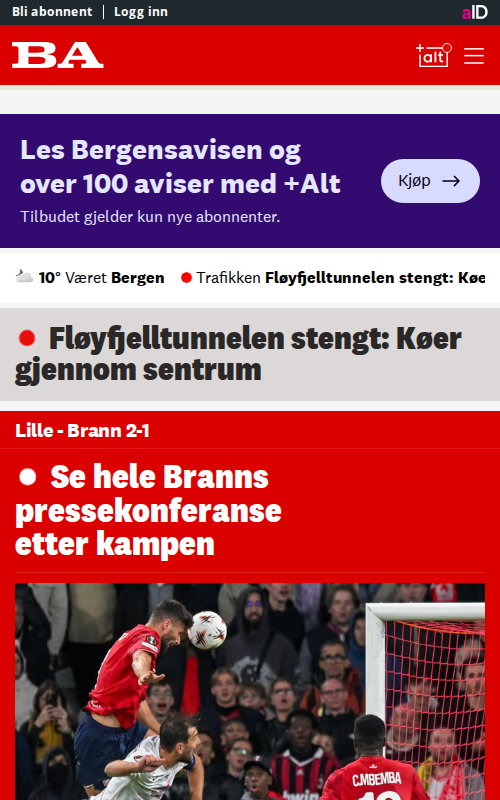 Bli abonnent | Logg inn
aID
BA
+alt
Les Bergensavisen og
over 100 aviser med +Alt
Kjøp →
Tilbudet gjelder kun nye abonnenter.
10° Været Bergen
Trafikken Fløyfjelltunnelen stengt: Køe
Fløyfjelltunnelen stengt: Køer
gjennom sentrum
Lille - Brann 2-1
Se hele Branns
pressekonferanse
etter kampen
C.MBEMBA